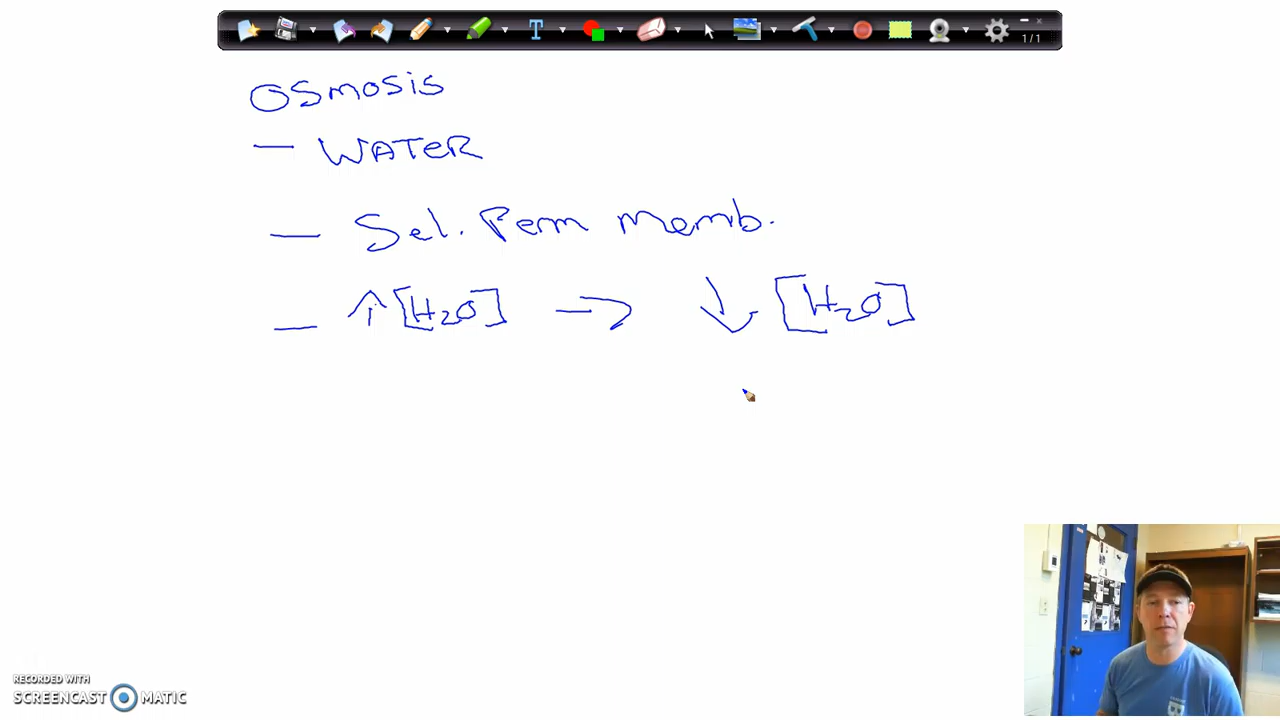 1/1
Osmosis
— WATeR
— Sel. Perm Memb.
— ↑ [H₂O] → ↓ [H₂O]
RECORDED WITH
SCREENCAST MATIC